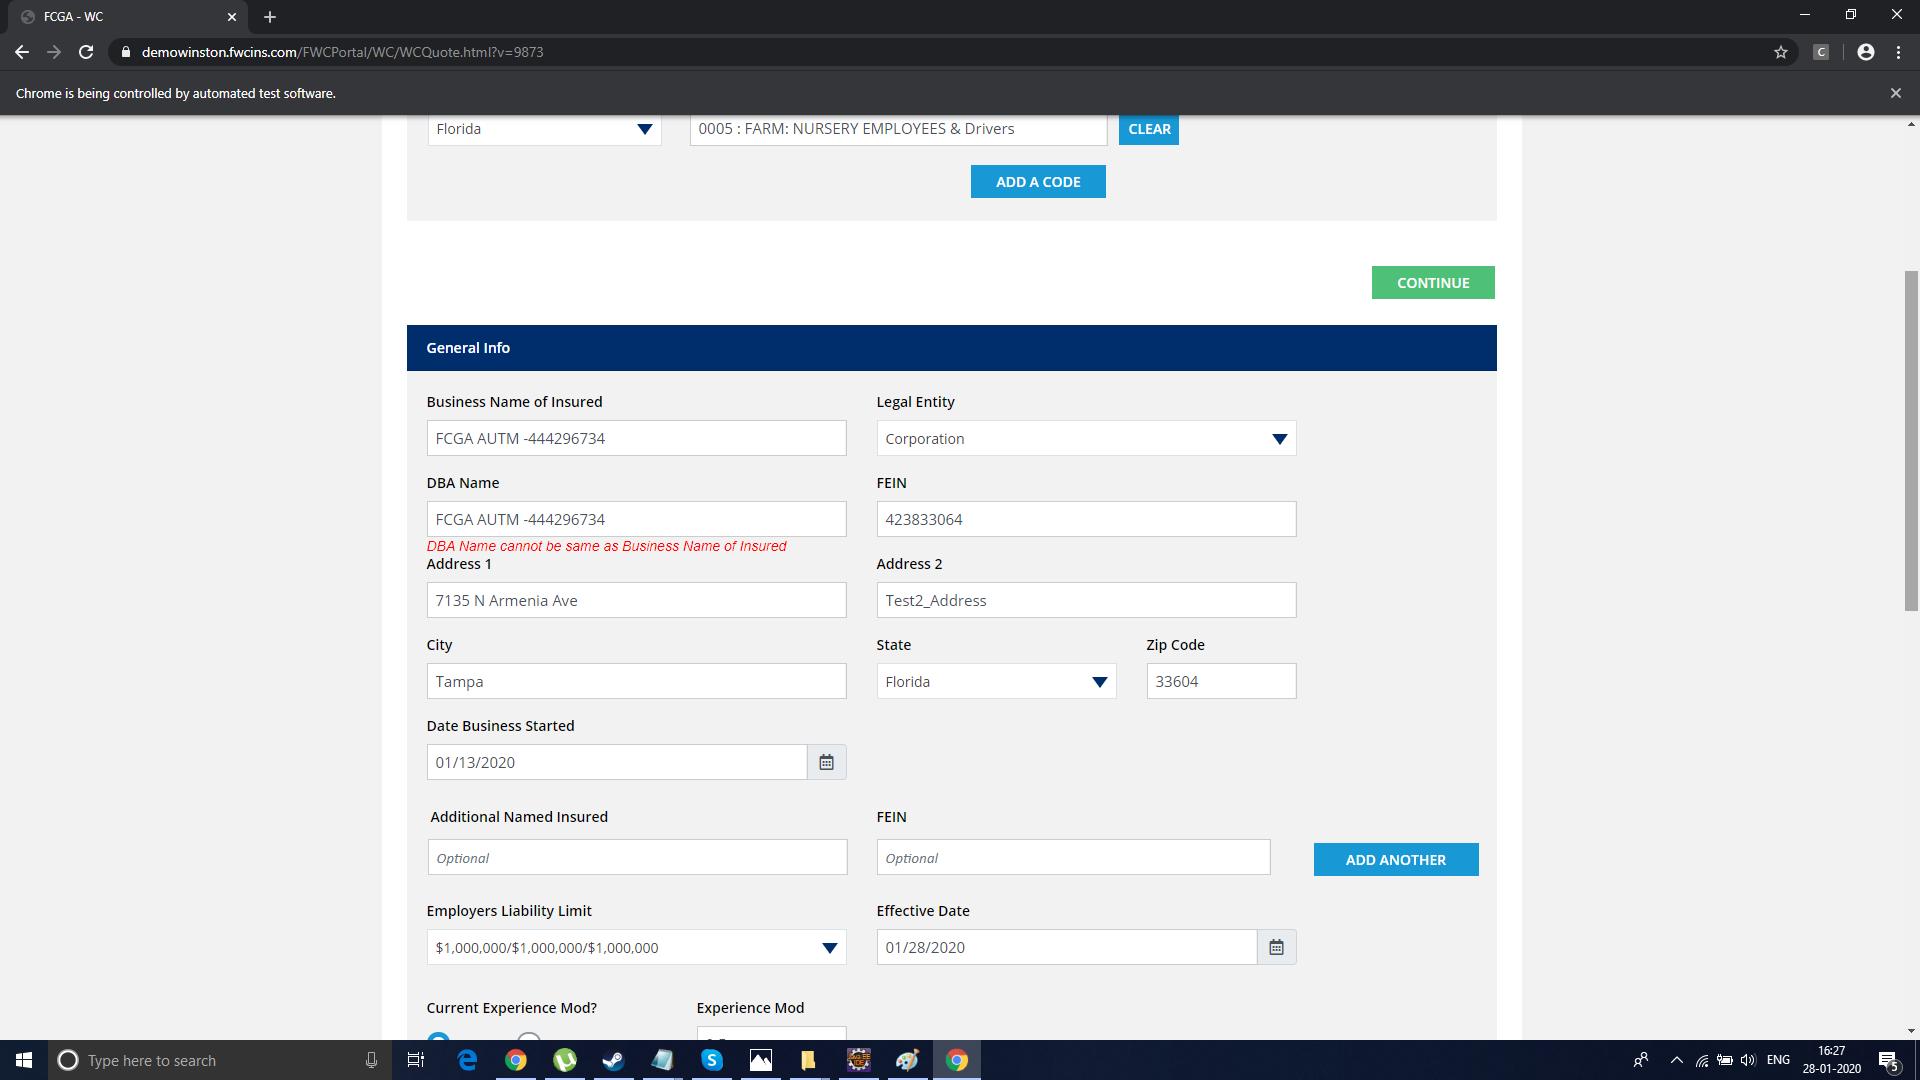 FCGA - WC
demowinston.fwcins.com/FWCPortal/WC/WCQuote.html?v=9873
C
Chrome is being controlled by automated test software.
Florida
0005 : FARM: NURSERY EMPLOYEES & Drivers
CLEAR
ADD A CODE
CONTINUE
General Info
Business Name of Insured
Legal Entity
FCGA AUTM -444296734
Corporation
DBA Name
FEIN
FCGA AUTM -444296734
423833064
DBA Name cannot be same as Business Name of Insured
Address 1
Address 2
7135 N Armenia Ave
Test2_Address
City
State
Zip Code
Tampa
Florida
33604
Date Business Started
01/13/2020
Additional Named Insured
FEIN
Optional
Optional
ADD ANOTHER
Employers Liability Limit
Effective Date
$1,000,000/$1,000,000/$1,000,000
01/28/2020
Current Experience Mod?
Experience Mod
Type here to search
ENG
16:27
28-01-2020
5